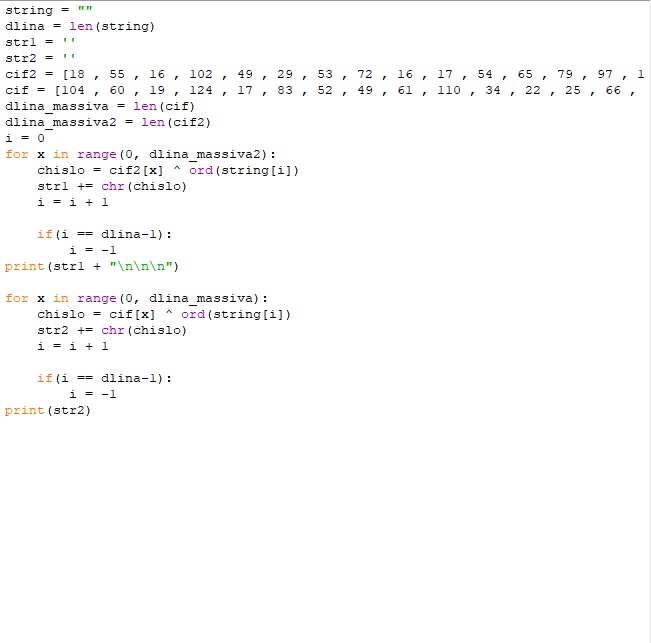 string = ""
dlina = len(string)
str1 = ''
str2 = ''
cif2 = [18 , 55 , 16 , 102 , 49 , 29 , 53 , 72 , 16 , 17 , 54 , 65 , 79 , 97 , 1
cif = [104 , 60 , 19 , 124 , 17 , 83 , 52 , 49 , 61 , 110 , 34 , 22 , 25 , 66 ,
dlina_massiva = len(cif)
dlina_massiva2 = len(cif2)
i = 0
for x in range(0, dlina_massiva2):
    chislo = cif2[x] ^ ord(string[i])
    str1 += chr(chislo)
    i = i + 1
    if(i == dlina-1):
        i = -1
print(str1 + "\n\n\n")
for x in range(0, dlina_massiva):
    chislo = cif[x] ^ ord(string[i])
    str2 += chr(chislo)
    i = i + 1
    if(i == dlina-1):
        i = -1
print(str2)